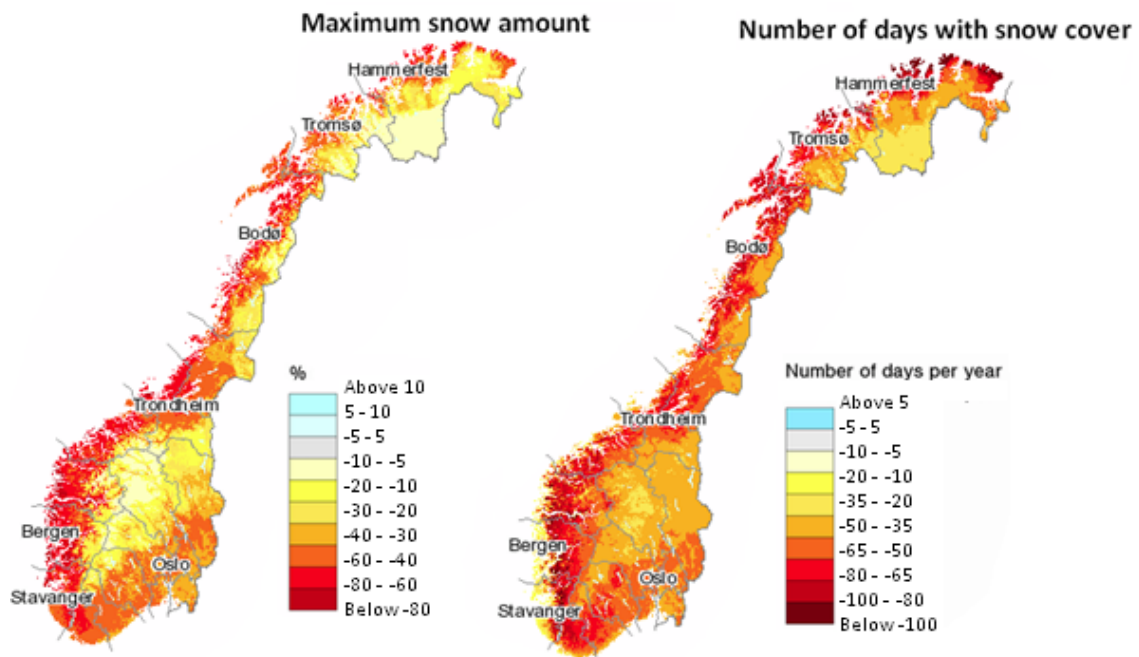 Maximum snow amount
Hammerfest
Tromsø
Bodø
Trondheim
Bergen
Oslo
Stavanger
%
Above 10
5 - 10
-5 - 5
-10 - -5
-20 - -10
-30 - -20
-40 - -30
-60 - -40
-80 - -60
Below -80
Number of days with snow cover
Hammerfest
Tromsø
Bodø
Trondheim
Bergen
Oslo
Stavanger
Number of days per year
Above 5
-5 - 5
-10 - -5
-20 - -10
-35 - -20
-50 - -35
-65 - -50
-80 - -65
-100 - -80
Below -100